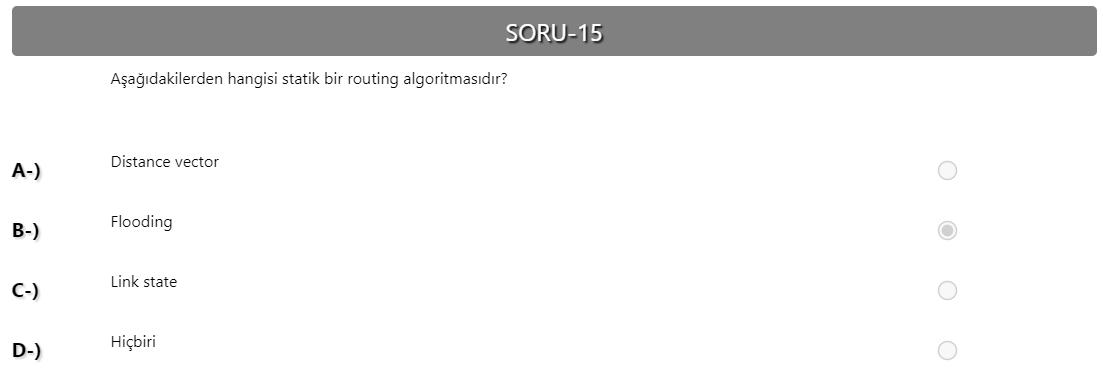 SORU-15
Aşağıdakilerden hangisi statik bir routing algoritmasıdır?
A-) Distance vector
B-) Flooding
C-) Link state
D-) Hiçbiri